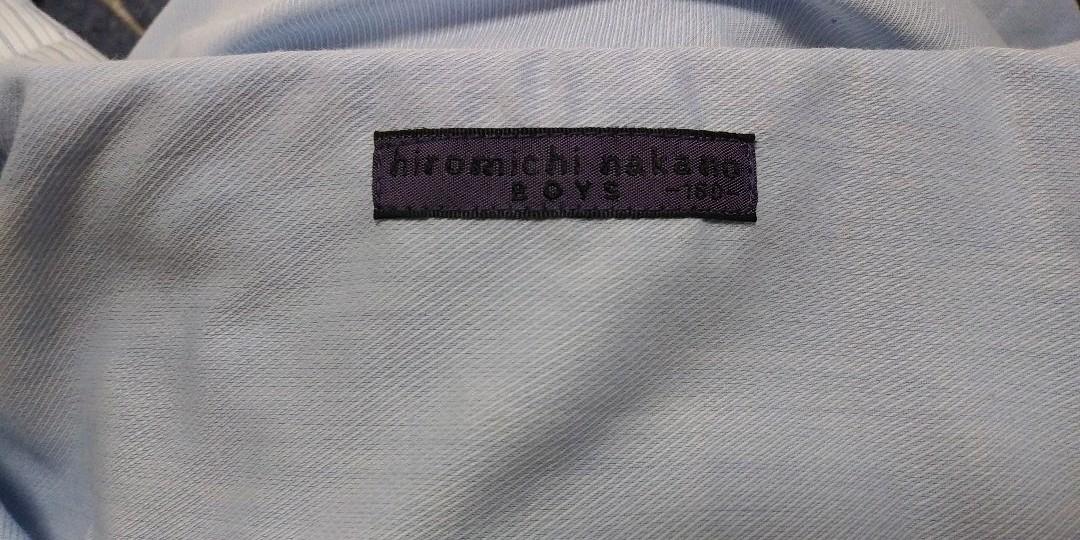 hiromichi nakano
BOYS -160-